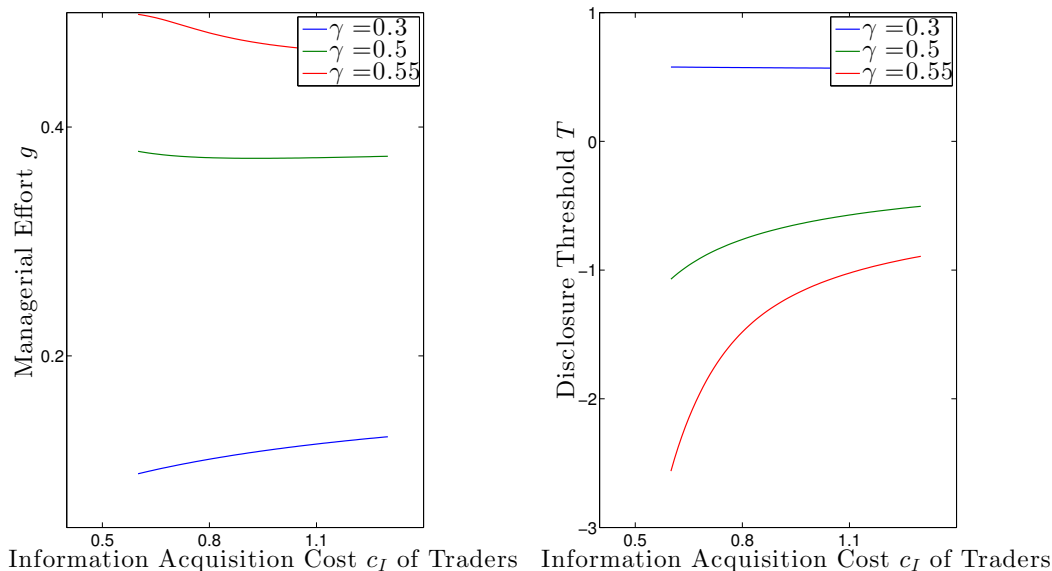 γ =0.3
γ =0.5
γ =0.55
0.4
0.2
Managerial Effort g
0.5 0.8 1.1
Information Acquisition Cost c_I of Traders
γ =0.3
γ =0.5
γ =0.55
1
0
−1
−2
−3
Disclosure Threshold T
0.5 0.8 1.1
Information Acquisition Cost c_I of Traders